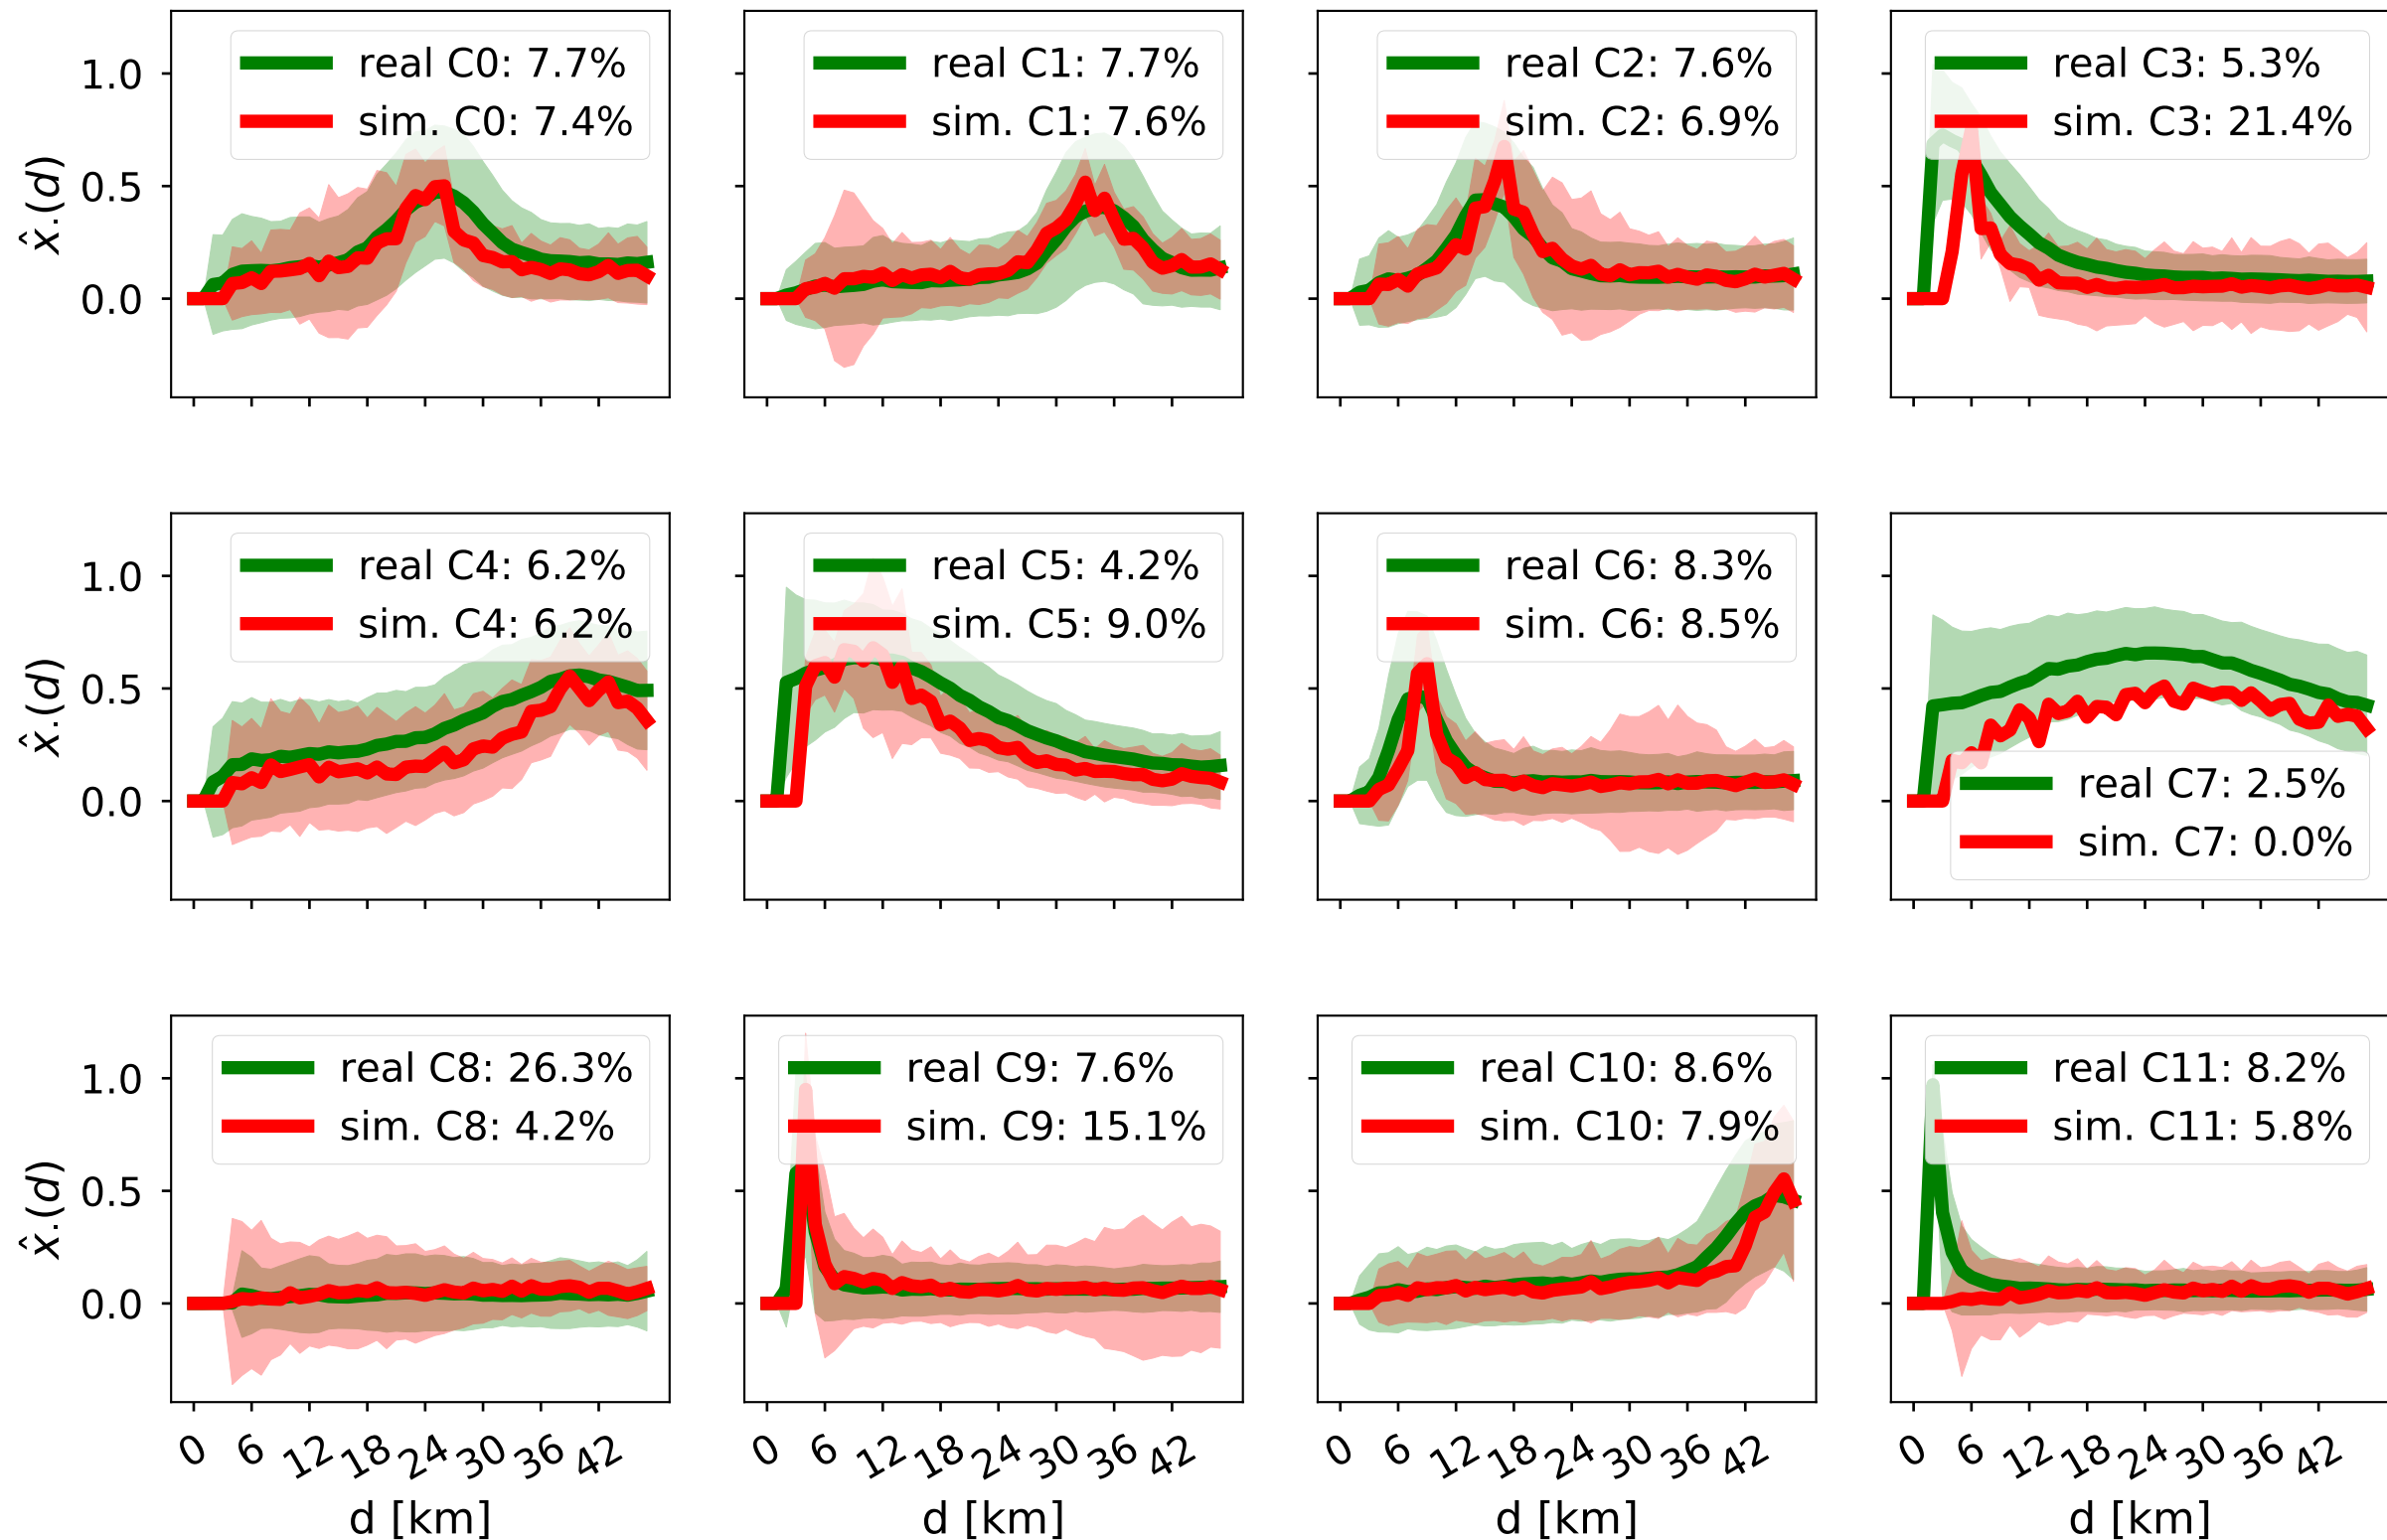 real C0: 7.7%
sim. C0: 7.4%
real C1: 7.7%
sim. C1: 7.6%
real C2: 7.6%
sim. C2: 6.9%
real C3: 5.3%
sim. C3: 21.4%
1.0
0.5
0.0
x̂.(d)
real C4: 6.2%
sim. C4: 6.2%
real C5: 4.2%
sim. C5: 9.0%
real C6: 8.3%
sim. C6: 8.5%
real C7: 2.5%
sim. C7: 0.0%
1.0
0.5
0.0
x̂.(d)
real C8: 26.3%
sim. C8: 4.2%
real C9: 7.6%
sim. C9: 15.1%
real C10: 8.6%
sim. C10: 7.9%
real C11: 8.2%
sim. C11: 5.8%
1.0
0.5
0.0
x̂.(d)
0 6 12 18 24 30 36 42
0 6 12 18 24 30 36 42
0 6 12 18 24 30 36 42
0 6 12 18 24 30 36 42
d [km]
d [km]
d [km]
d [km]